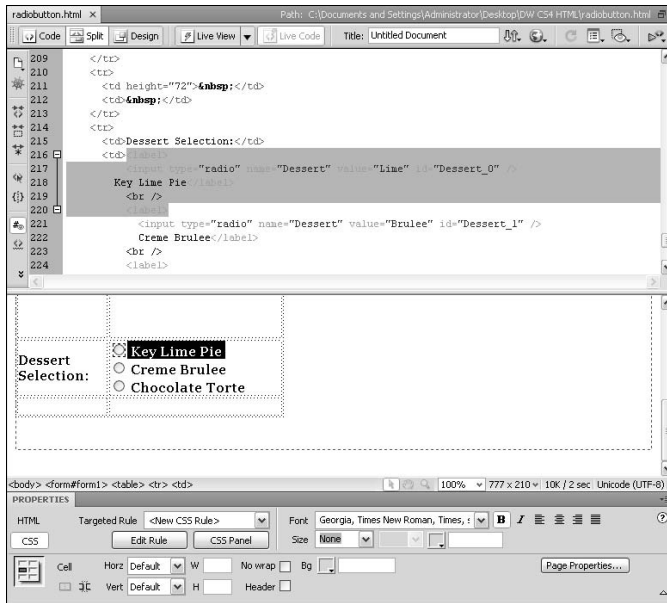 radiobutton.html × Path: C:\Documents and Settings\Administrator\Desktop\DW CS4 HTML\radiobutton.html
Code Split Design Live View Live Code Title: Untitled Document
209 </tr>
210 <tr>
211 <td height="72">&nbsp;</td>
212 <td>&nbsp;</td>
213 </tr>
214 <tr>
215 <td>Dessert Selection:</td>
216 <td><label>
217 <input type="radio" name="Dessert" value="Lime" id="Dessert_0" />
218 Key Lime Pie</label>
219 <br />
220 <label>
221 <input type="radio" name="Dessert" value="Brulee" id="Dessert_1" />
222 Creme Brulee</label>
223 <br />
224 <label>
Dessert Selection:
Key Lime Pie
Creme Brulee
Chocolate Torte
<body> <form#form1> <table> <tr> <td> 100% 777 x 210 10K / 2 sec Unicode (UTF-8)
PROPERTIES
HTML Targeted Rule <New CSS Rule> Font Georgia, Times New Roman, Times, B I
CSS Edit Rule CSS Panel Size None
Cell Horz Default W No wrap Bg Page Properties...
Vert Default H Header